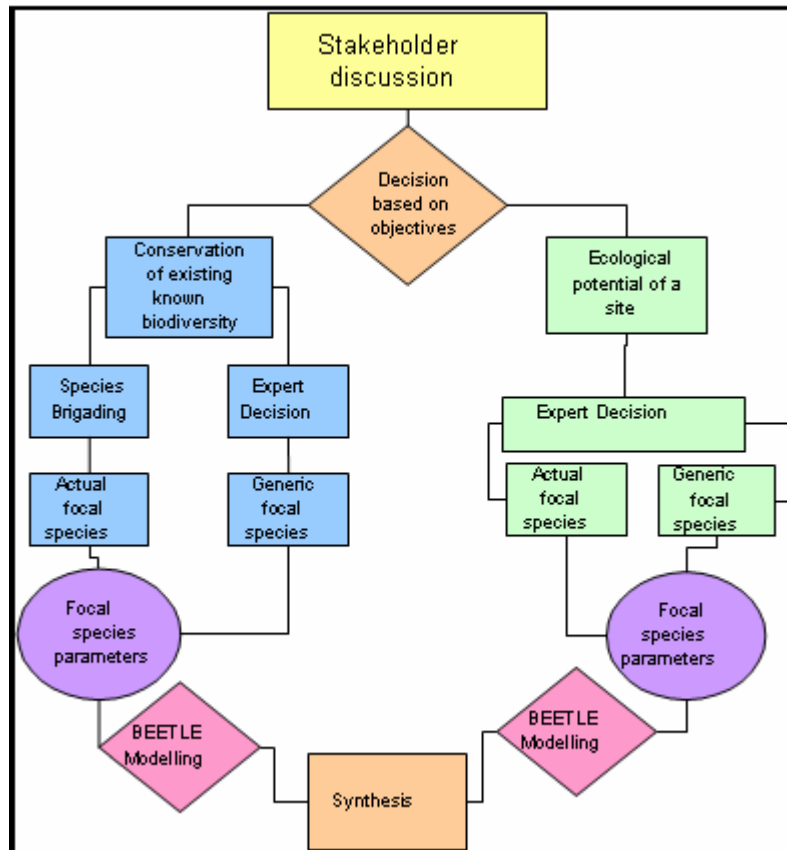 Stakeholder
discussion
Decision
based on
objectives
Conservation
of existing
known
biodiversity
Ecological
potential of a
site
Species
Brigading
Expert
Decision
Expert Decision
Actual
focal
species
Generic
focal
species
Actual
focal
species
Generic
focal
species
Focal
species
parameters
Focal
species
parameters
BEETLE
Modelling
BEETLE
Modelling
Synthesis